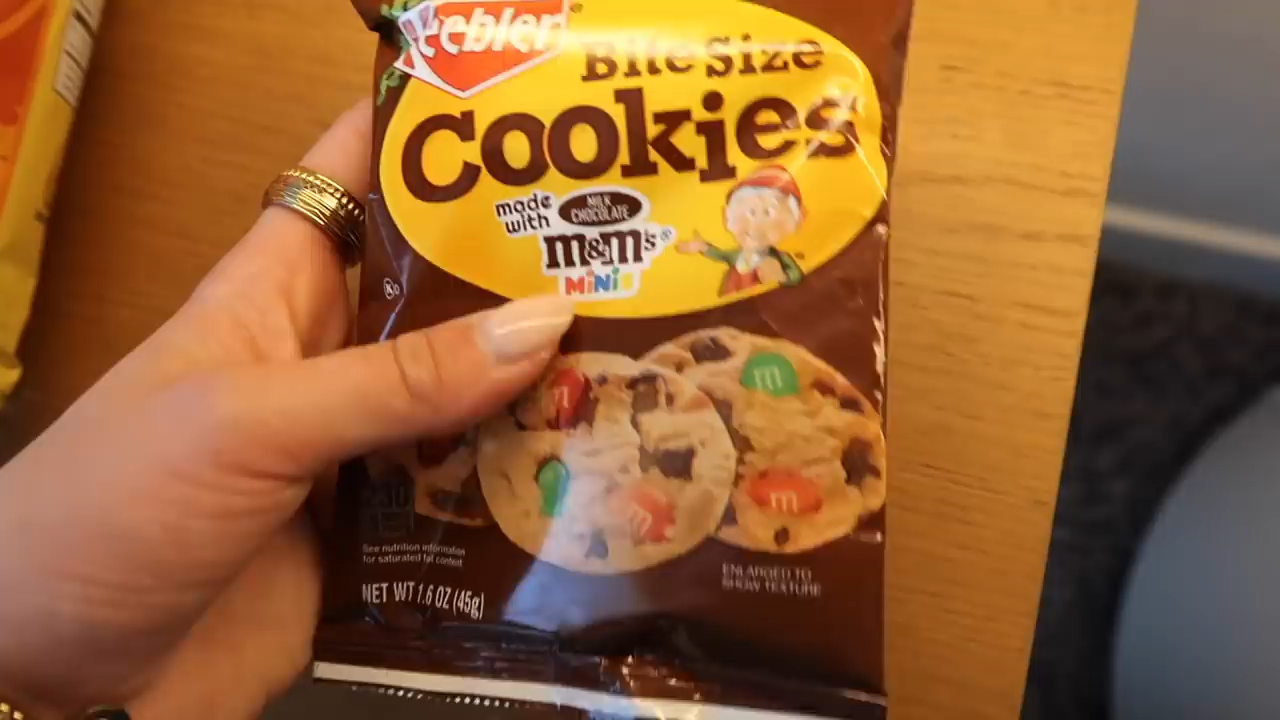 Keebler
Bite Size
Cookies
made
with
MILK
CHOCOLATE
m&m's®
MINIS
m
m
m
See nutrition information
for saturated fat content
NET WT 1.6 OZ (45g)
ENLARGED TO
SHOW TEXTURE